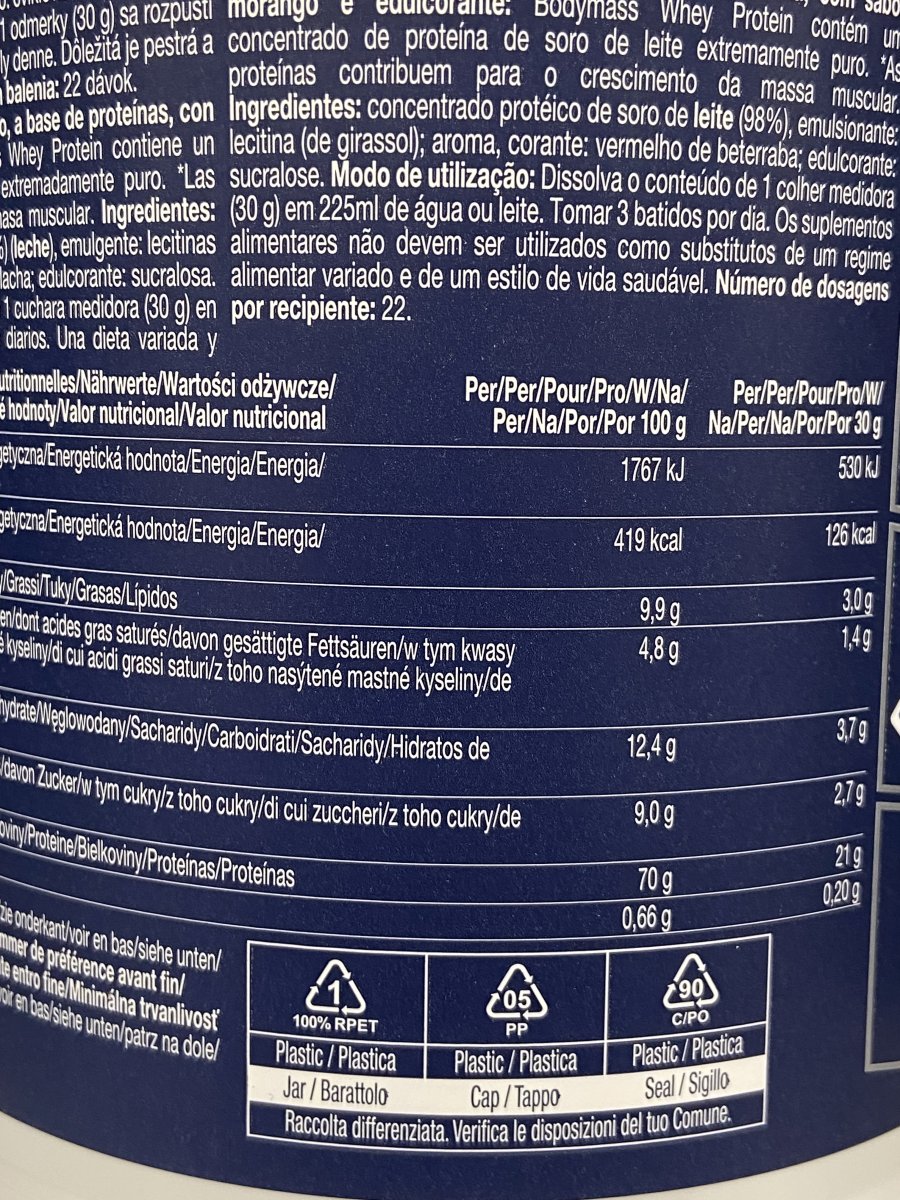 1 odmerky (30 g) sa rozpustí
denne. Dôležitá je pestrá a
balenia: 22 dávok.
a base de proteínas, con
Whey Protein contiene un
extremadamente puro. *Las
masa muscular. Ingredientes:
(leche), emulgente: lecitinas
edulcorante: sucralosa.
1 cuchara medidora (30 g) en
diarios. Una dieta variada y
morango e edulcorante: Bodymass Whey Protein contém um
concentrado de proteína de soro de leite extremamente puro. *As
proteínas contribuem para o crescimento da massa muscular.
Ingredientes: concentrado protéico de soro de leite (98%), emulsionante:
lecitina (de girassol); aroma, corante: vermelho de beterraba; edulcorante:
sucralose. Modo de utilização: Dissolva o conteúdo de 1 colher medidora
(30 g) em 225ml de água ou leite. Tomar 3 batidos por dia. Os suplementos
alimentares não devem ser utilizados como substitutos de um regime
alimentar variado e de um estilo de vida saudável. Número de dosagens
por recipiente: 22.
utritionnelles/Nährwerte/Wartości odżywcze/ Per/Per/Pour/Pro/W/Na/ Per/Per/Pour/Pro/W/
é hodnoty/Valor nutricional/Valor nutricional Per/Na/Por/Por 100 g Na/Per/Na/Por/Por 30 g
getyczna/Energetická hodnota/Energia/Energia/ 1767 kJ 530 kJ
getyczna/Energetická hodnota/Energia/Energia/ 419 kcal 126 kcal
/Grassi/Tuky/Grasas/Lípidos 9,9 g 3,0 g
en/dont acides gras saturés/davon gesättigte Fettsäuren/w tym kwasy 4,8 g 1,4 g
é kyseliny/di cui acidi grassi saturi/z toho nasýtené mastné kyseliny/de
hydrate/Węglowodany/Sacharidy/Carboidrati/Sacharidy/Hidratos de 12,4 g 3,7 g
/davon Zucker/w tym cukry/z toho cukry/di cui zuccheri/z toho cukry/de 9,0 g 2,7 g
oviny/Proteine/Bielkoviny/Proteínas/Proteínas 70 g 21 g
0,66 g 0,20 g
zie onderkant/voir en bas/siehe unten/
mmer de préférence avant fin/
te entro fine/Minimálna trvanlivosť
voir en bas/siehe unten/patrz na dole/
1 05 90
100% RPET PP C/PO
Plastic / Plastica Plastic / Plastica Plastic / Plastica
Jar / Barattolo Cap / Tappo Seal / Sigillo
Raccolta differenziata. Verifica le disposizioni del tuo Comune.